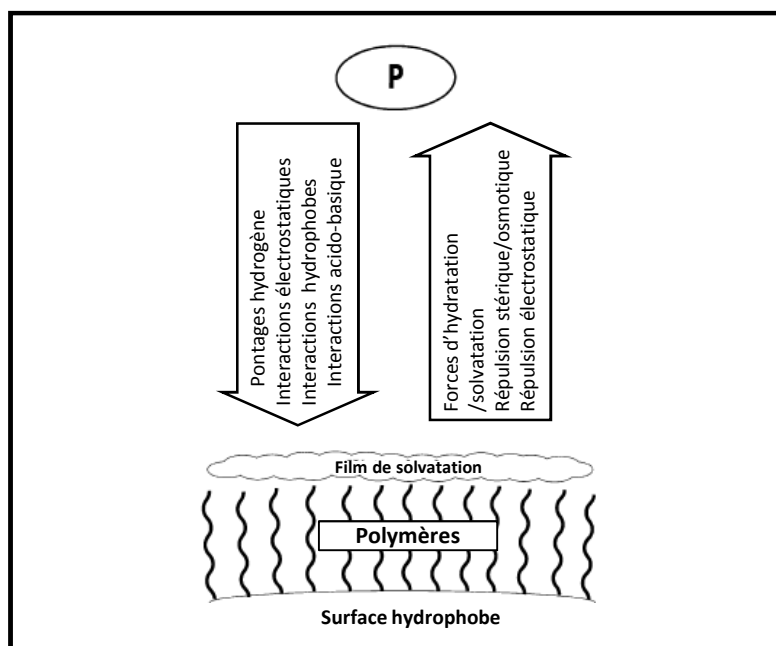 P
Pontages hydrogène
Interactions électrostatiques
Interactions hydrophobes
Interactions acido-basique
Forces d’hydratation
/solvatation
Répulsion stérique/osmotique
Répulsion électrostatique
Film de solvatation
Polymères
Surface hydrophobe